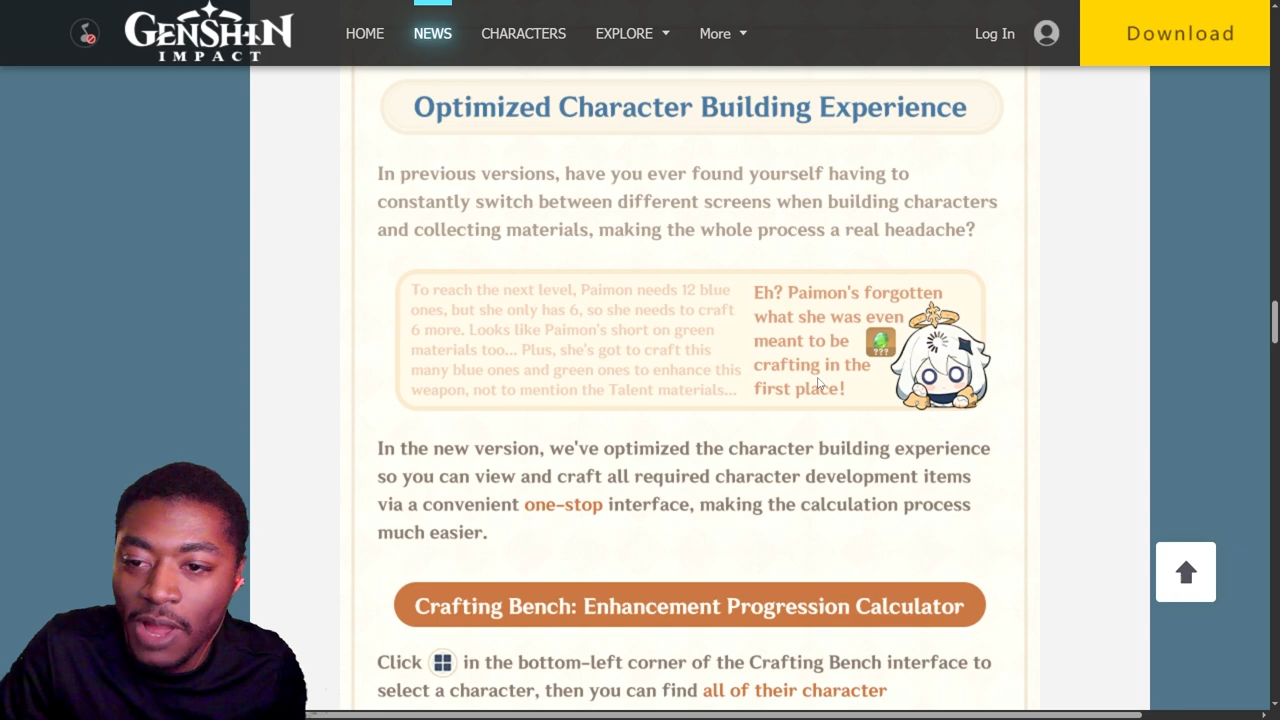 GENSHIN
IMPACT
HOME
NEWS
CHARACTERS
EXPLORE
More
Log In
Download
Optimized Character Building Experience
In previous versions, have you ever found yourself having to
constantly switch between different screens when building characters
and collecting materials, making the whole process a real headache?
To reach the next level, Paimon needs 12 blue
ones, but she only has 6, so she needs to craft
6 more. Looks like Paimon's short on green
materials too... Plus, she's got to craft this
many blue ones and green ones to enhance this
weapon, not to mention the Talent materials...
Eh? Paimon's forgotten
what she was even
meant to be
crafting in the
first place!
???
In the new version, we've optimized the character building experience
so you can view and craft all required character development items
via a convenient one-stop interface, making the calculation process
much easier.
Crafting Bench: Enhancement Progression Calculator
Click in the bottom-left corner of the Crafting Bench interface to
select a character, then you can find all of their character